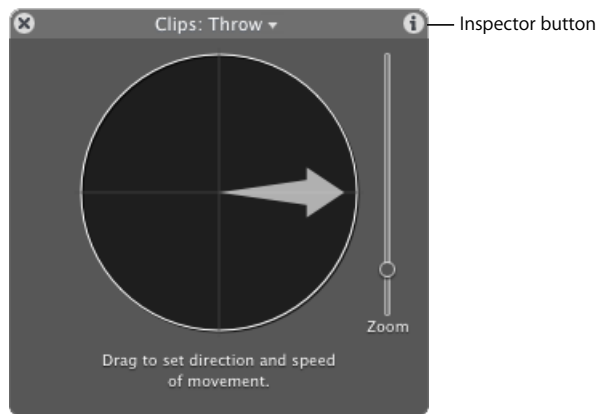 Clips: Throw
Inspector button
Zoom
Drag to set direction and speed
of movement.